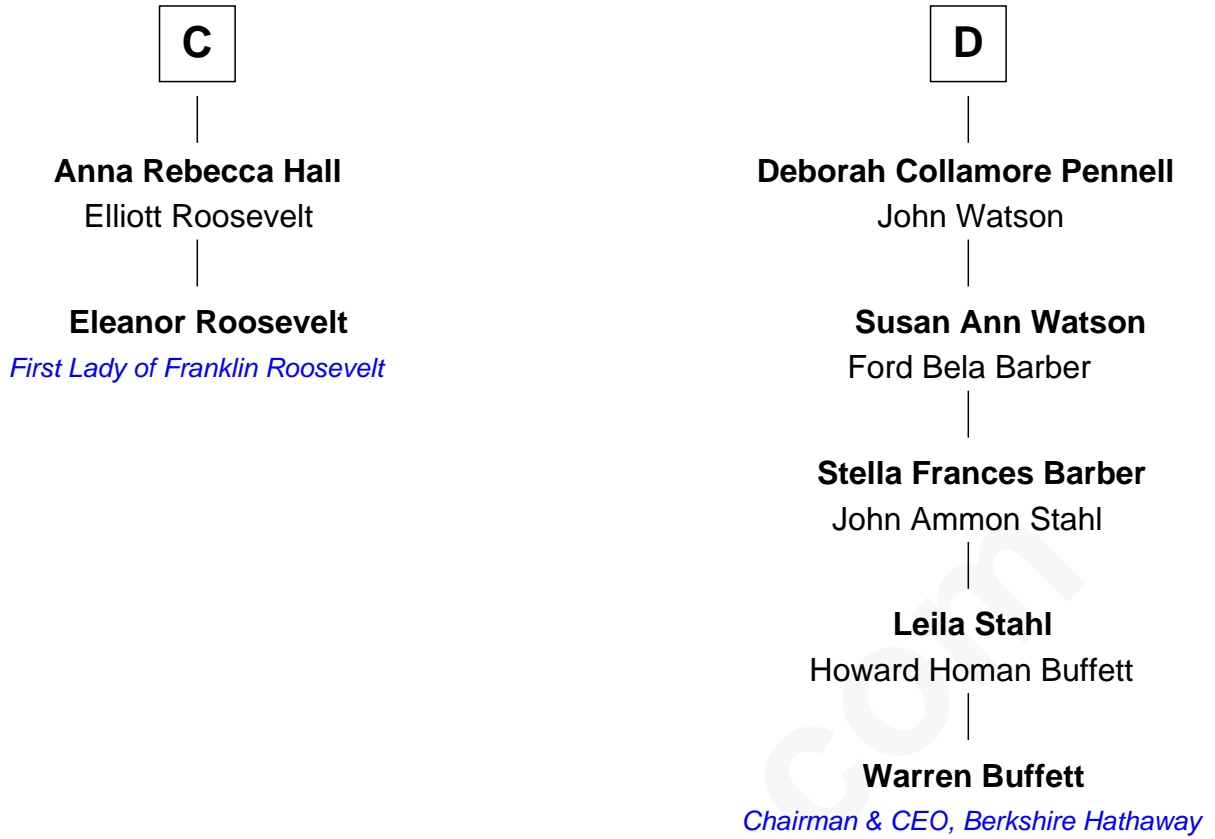 C
Anna Rebecca Hall
Elliott Roosevelt
Eleanor Roosevelt
First Lady of Franklin Roosevelt
D
Deborah Collamore Pennell
John Watson
Susan Ann Watson
Ford Bela Barber
Stella Frances Barber
John Ammon Stahl
Leila Stahl
Howard Homan Buffett
Warren Buffett
Chairman & CEO, Berkshire Hathaway
com